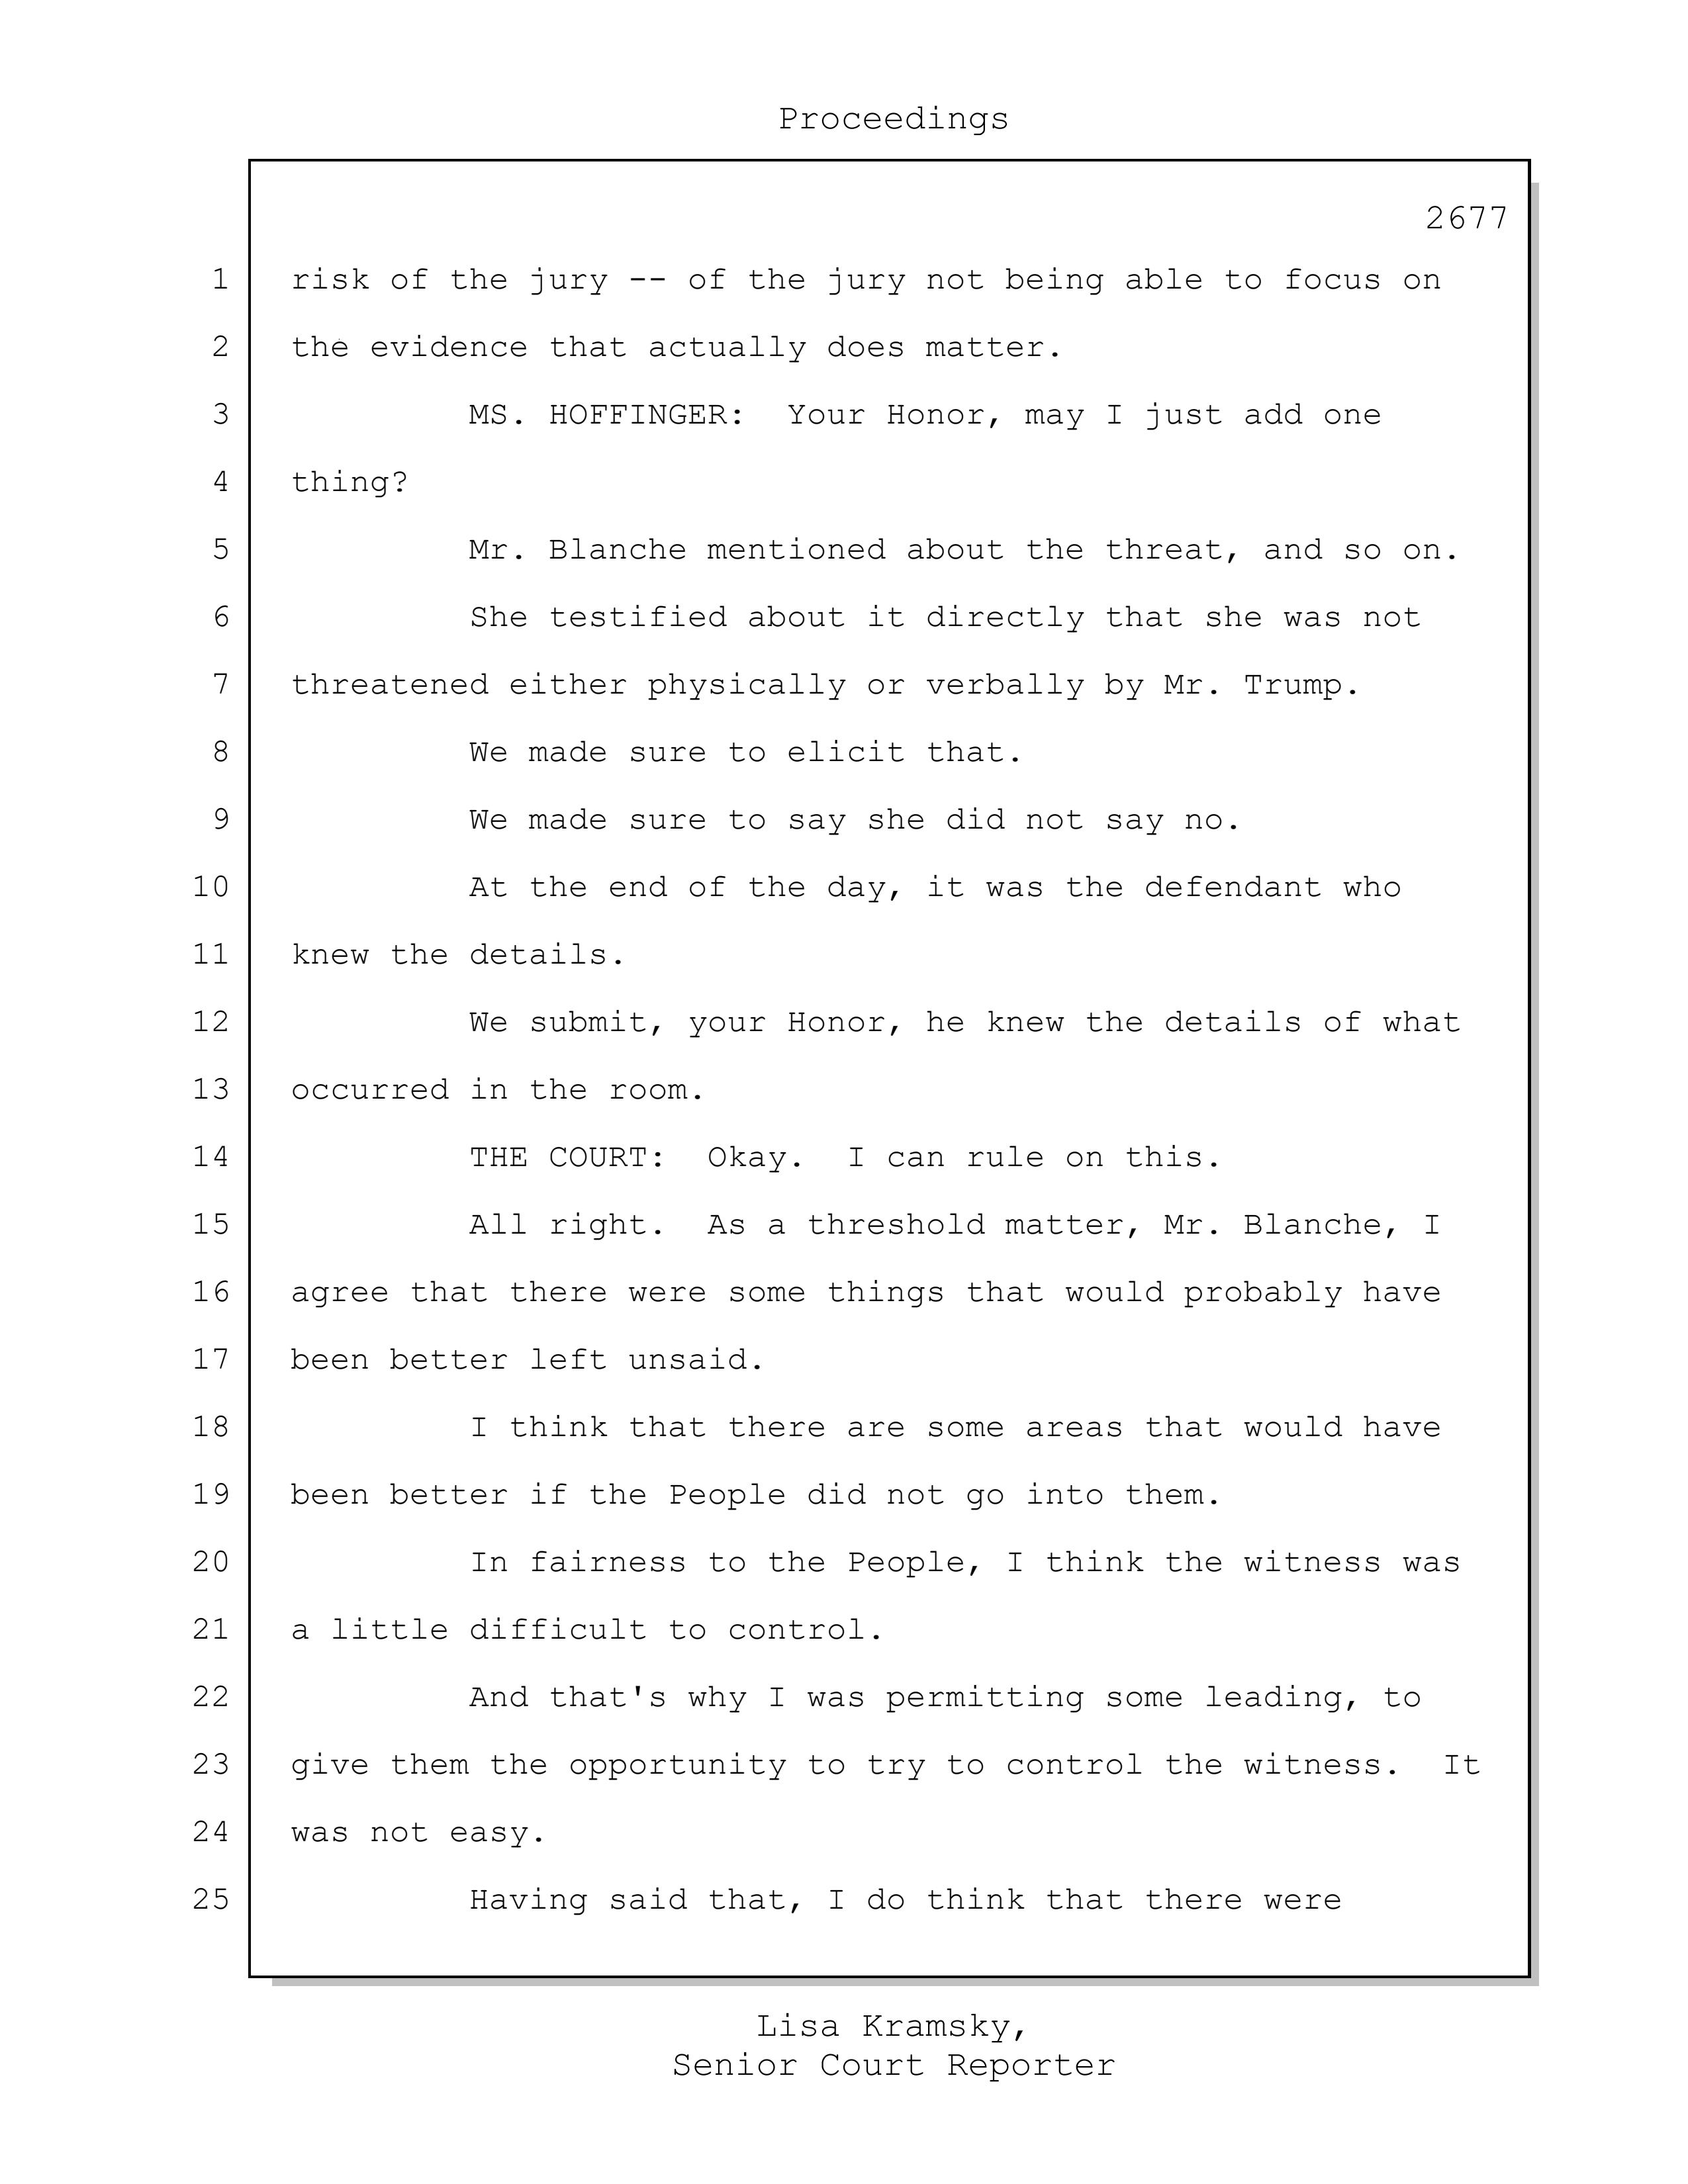 Proceedings
2677
1 risk of the jury -- of the jury not being able to focus on
2 the evidence that actually does matter.
3 MS. HOFFINGER: Your Honor, may I just add one
4 thing?
5 Mr. Blanche mentioned about the threat, and so on.
6 She testified about it directly that she was not
7 threatened either physically or verbally by Mr. Trump.
8 We made sure to elicit that.
9 We made sure to say she did not say no.
10 At the end of the day, it was the defendant who
11 knew the details.
12 We submit, your Honor, he knew the details of what
13 occurred in the room.
14 THE COURT: Okay. I can rule on this.
15 All right. As a threshold matter, Mr. Blanche, I
16 agree that there were some things that would probably have
17 been better left unsaid.
18 I think that there are some areas that would have
19 been better if the People did not go into them.
20 In fairness to the People, I think the witness was
21 a little difficult to control.
22 And that's why I was permitting some leading, to
23 give them the opportunity to try to control the witness. It
24 was not easy.
25 Having said that, I do think that there were
Lisa Kramsky,
Senior Court Reporter